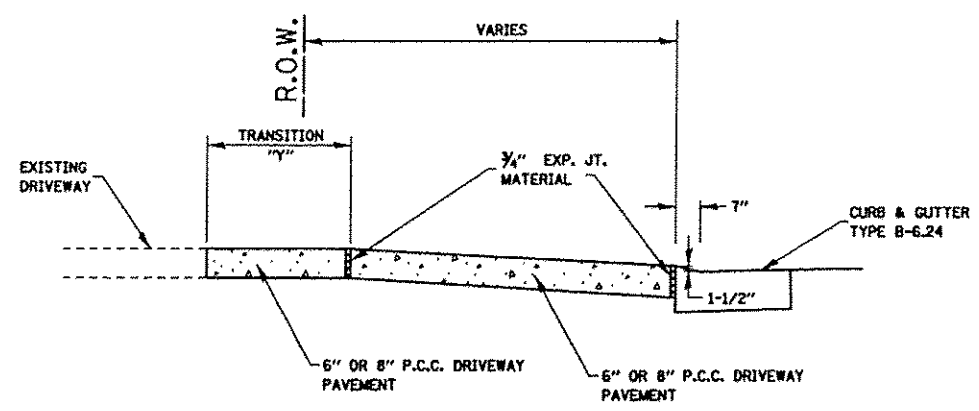 R.O.W.
VARIES
TRANSITION
"Y"
EXISTING
DRIVEWAY
3/4" EXP. JT.
MATERIAL
7"
CURB & GUTTER
TYPE B-6.24
1-1/2"
6" OR 8" P.C.C. DRIVEWAY
PAVEMENT
6" OR 8" P.C.C. DRIVEWAY
PAVEMENT